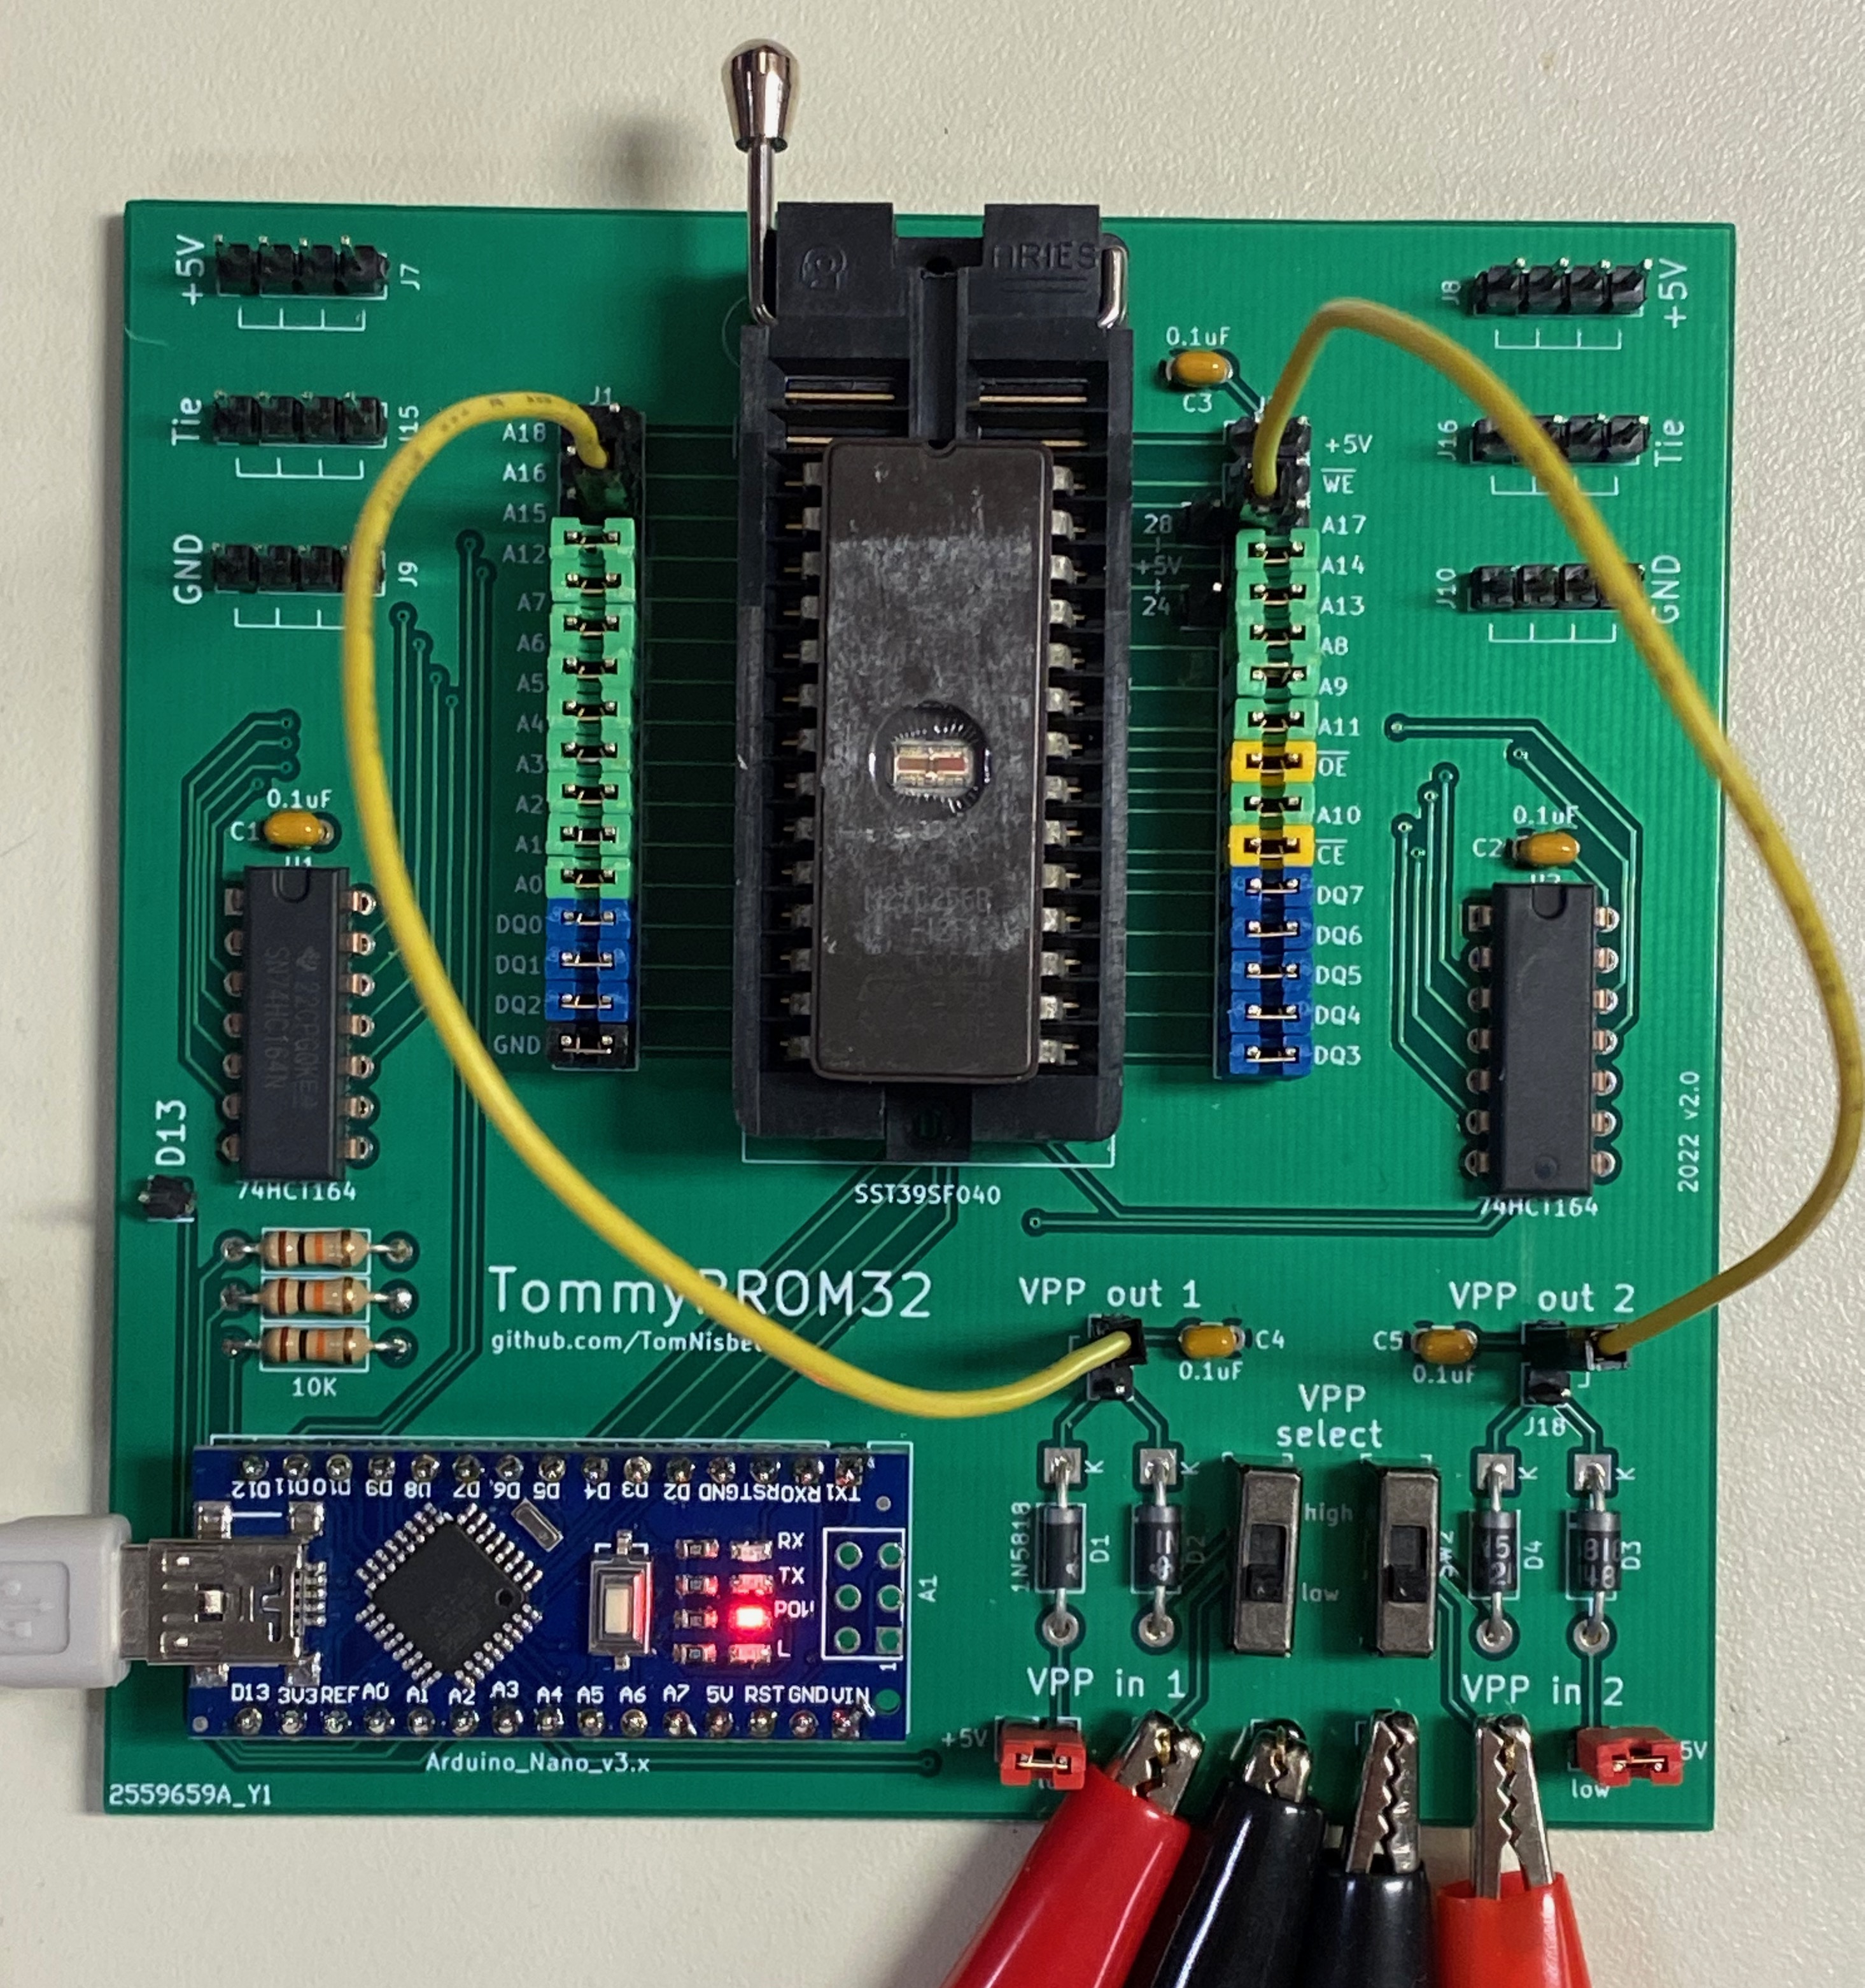 +5V
J7
ARIES
J8
+5V
0.1uF
C3
Tie
J15
J1
A18
A16
A15
A12
A7
A6
A5
A4
A3
A2
A1
A0
DQ0
DQ1
DQ2
GND
+5V
WE
A17
A14
A13
A8
A9
A11
OE
A10
CE
DQ7
DQ6
DQ5
DQ4
DQ3
28
+5V
24
J16
Tie
GND
J9
J10
GND
0.1uF
C1
U1
SN74HC164N
74HCT164
0.1uF
C2
74HCT164
M27C256B
D13
2022 v2.0
SST39SF040
10K
TommyPROM32
github.com/TomNisbet
VPP out 1
C4
0.1uF
VPP out 2
C5
0.1uF
J18
VPP
select
high
low
SW2
K
K
K
K
1N5818
D1
D2
D4
D3
D12 D11 D10 D9 D8 D7 D6 D5 D4 D3 D2 GND RST RX0 TX1
RX
TX
POW
L
A1
1
D13 3V3 REF A0 A1 A2 A3 A4 A5 A6 A7 5V RST GND VIN
Arduino_Nano_v3.x
2559659A_Y1
VPP in 1
VPP in 2
+5V
5V
low